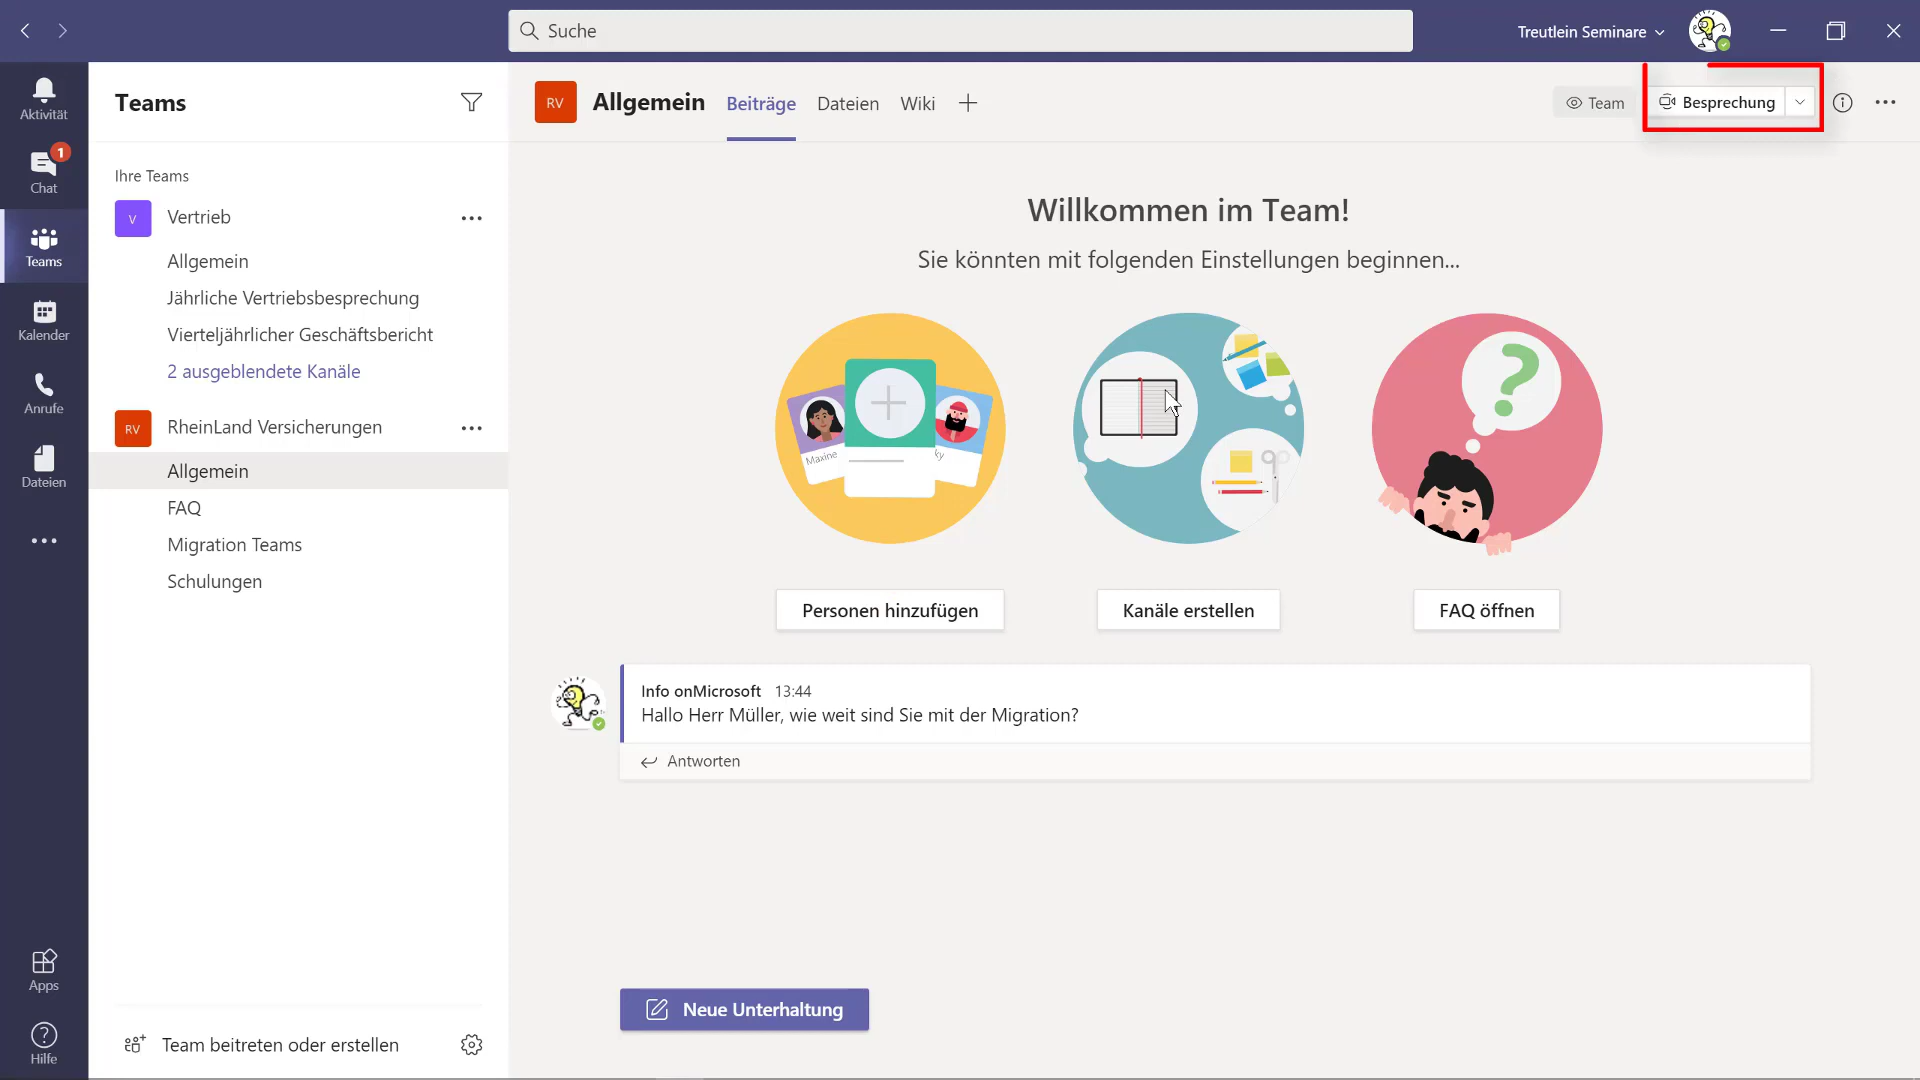 Suche
Treutlein Seminare
Aktivität
1
Chat
Teams
Kalender
Anrufe
Dateien
Apps
Hilfe
Teams
Ihre Teams
V Vertrieb
Allgemein
Jährliche Vertriebsbesprechung
Vierteljährlicher Geschäftsbericht
2 ausgeblendete Kanäle
RV RheinLand Versicherungen
Allgemein
FAQ
Migration Teams
Schulungen
Team beitreten oder erstellen
RV Allgemein Beiträge Dateien Wiki
Team Besprechung
Willkommen im Team!
Sie könnten mit folgenden Einstellungen beginnen...
Maxine
ky
Personen hinzufügen
Kanäle erstellen
FAQ öffnen
Info onMicrosoft 13:44
Hallo Herr Müller, wie weit sind Sie mit der Migration?
Antworten
Neue Unterhaltung